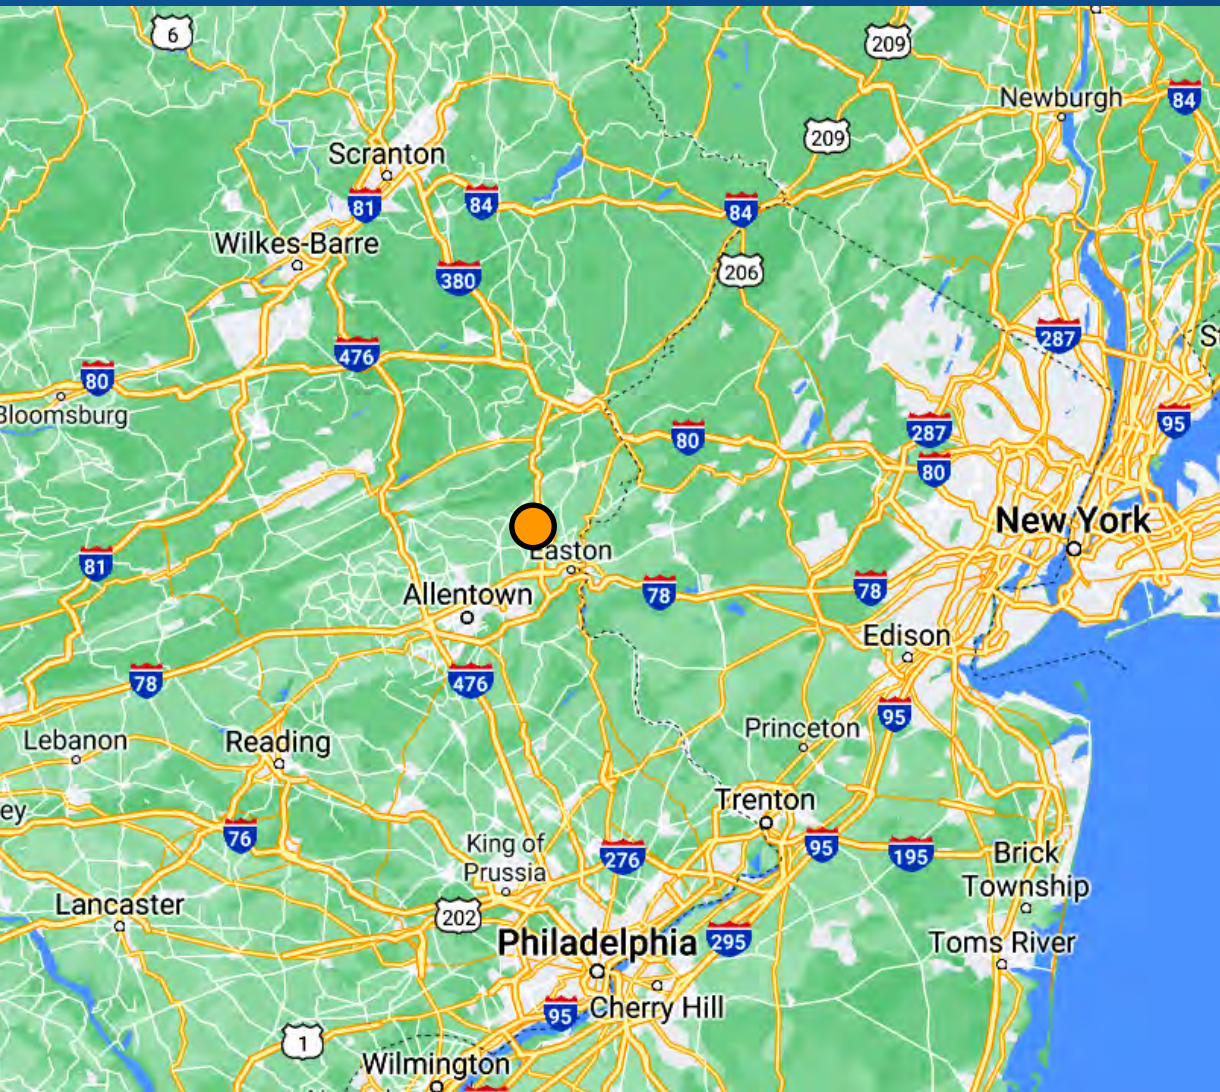 6
209
Newburgh
84
209
Scranton
81
84
84
Wilkes-Barre
206
380
287
476
80
Bloomsburg
95
287
80
80
New York
Easton
81
78
78
Allentown
Edison
78
476
95
Princeton
Lebanon
Reading
Trenton
ey
76
King of
Prussia
276
95
195
Brick
Township
Lancaster
202
Philadelphia
295
Toms River
95
Cherry Hill
1
Wilmington